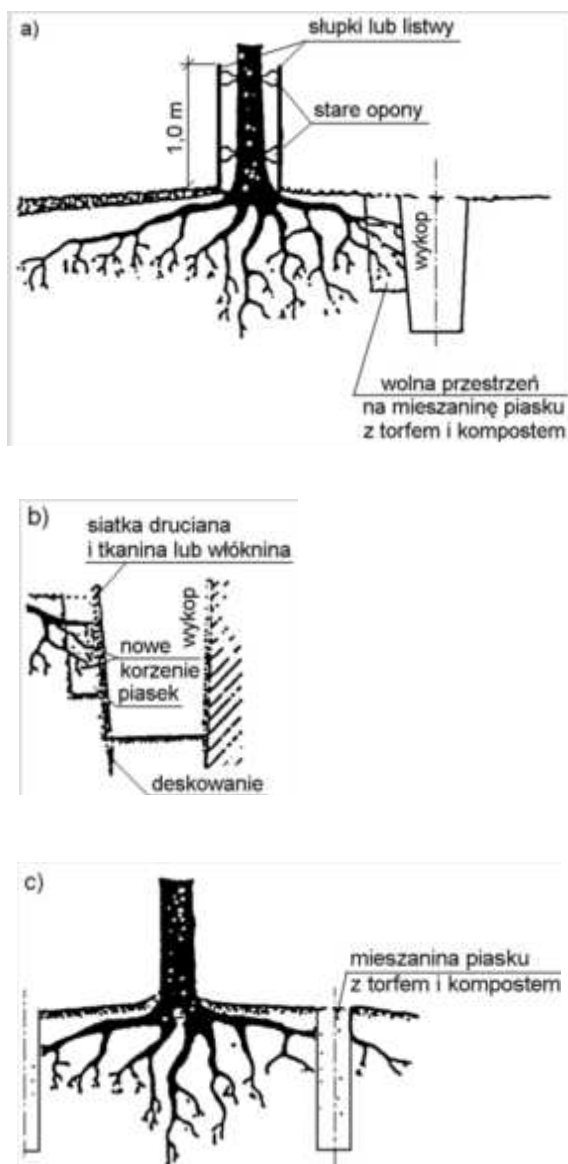 a)
słupki lub listwy
stare opony
1,0 m
wykop
wolna przestrzeń
na mieszaninę piasku
z torfem i kompostem
b)
siatka druciana
i tkanina lub włóknina
wykop
nowe
korzenie
piasek
deskowanie
c)
mieszanina piasku
z torfem i kompostem